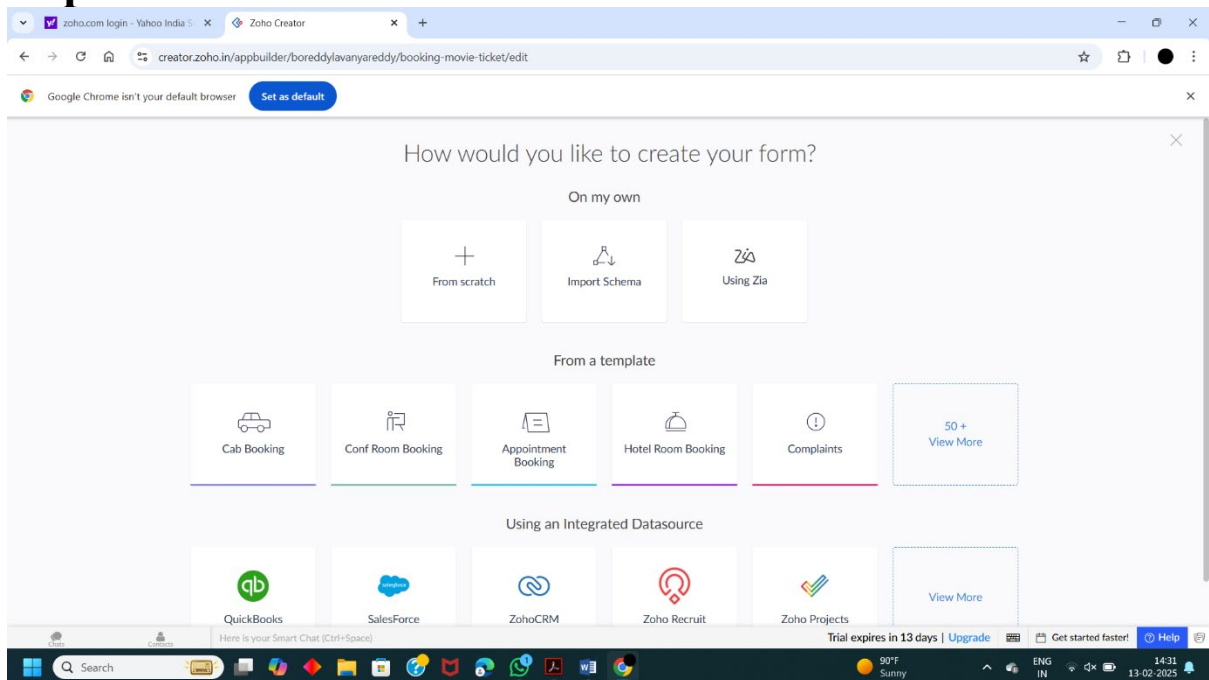 zoho.com login - Yahoo India S
Zoho Creator
creator.zoho.in/appbuilder/boreddylavanyareddy/booking-movie-ticket/edit
Google Chrome isn't your default browser
Set as default
How would you like to create your form?
On my own
From scratch
Import Schema
Zia
Using Zia
From a template
Cab Booking
Conf Room Booking
Appointment
Booking
Hotel Room Booking
Complaints
50 +
View More
Using an Integrated Datasource
qb
salesforce
QuickBooks
SalesForce
ZohoCRM
Zoho Recruit
Zoho Projects
View More
Chats
Contacts
Here is your Smart Chat (Ctrl+Space)
Trial expires in 13 days | Upgrade
Get started faster!
Help
Search
90°F
Sunny
ENG
IN
14:31
13-02-2025